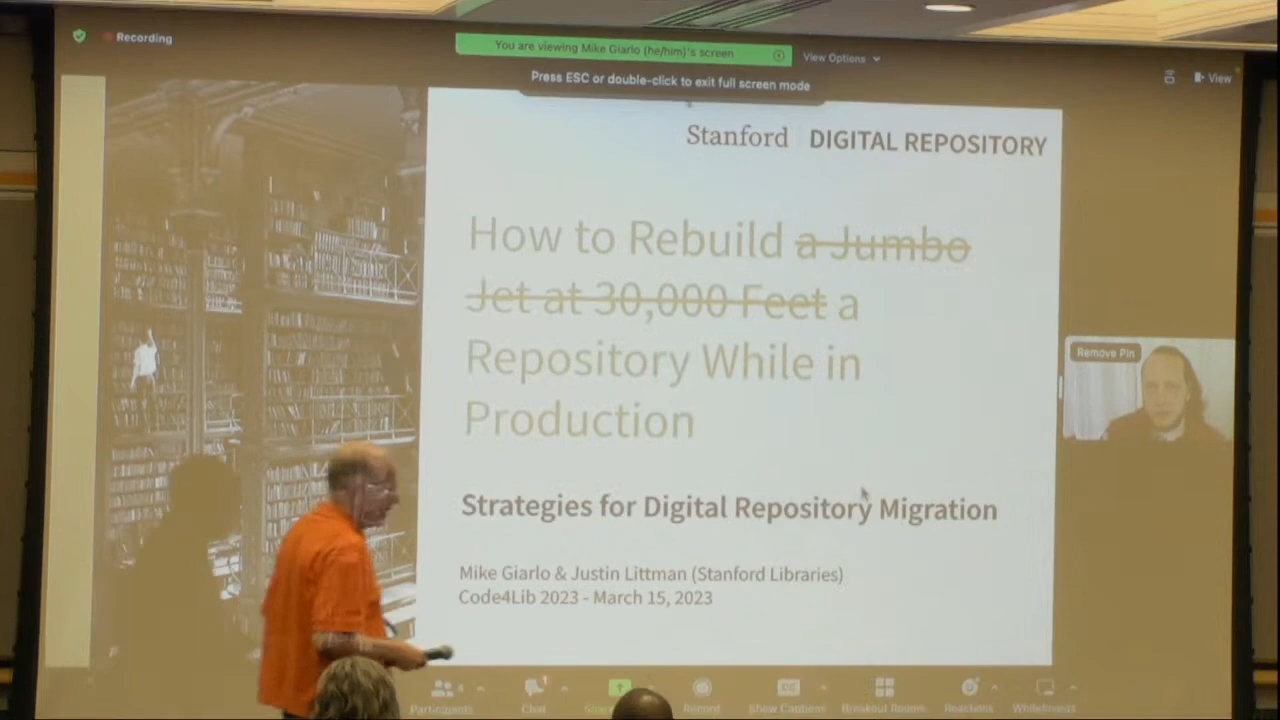 Recording
You are viewing Mike Giarlo (he/him)'s screen
View Options
Press ESC or double-click to exit full screen mode
View
Stanford DIGITAL REPOSITORY
How to Rebuild a Jumbo
Jet at 30,000 Feet a
Repository While in
Production
Remove Pin
Strategies for Digital Repository Migration
Mike Giarlo & Justin Littman (Stanford Libraries)
Code4Lib 2023 - March 15, 2023
Participants
Chat
Record
Show Captions
Breakout Rooms
Reactions
Whiteboards